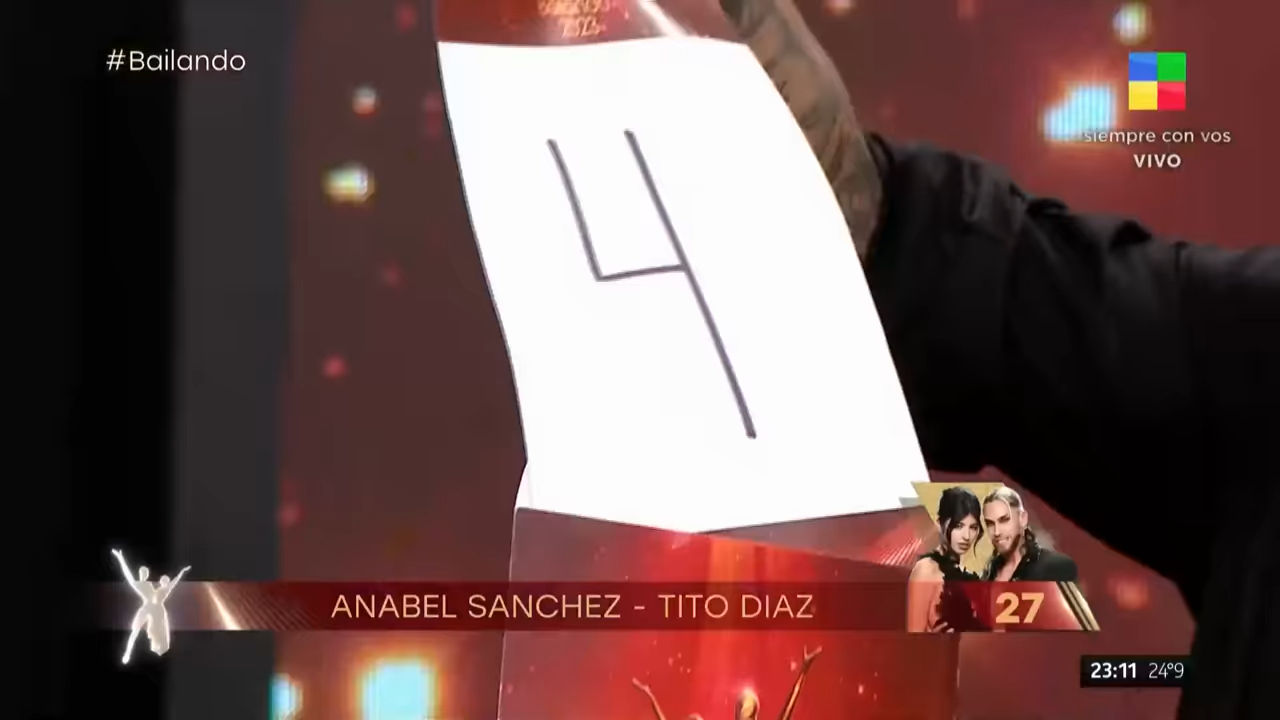 #Bailando
siempre con vos
VIVO
4
ANABEL SANCHEZ - TITO DIAZ
27
23:11 24°9